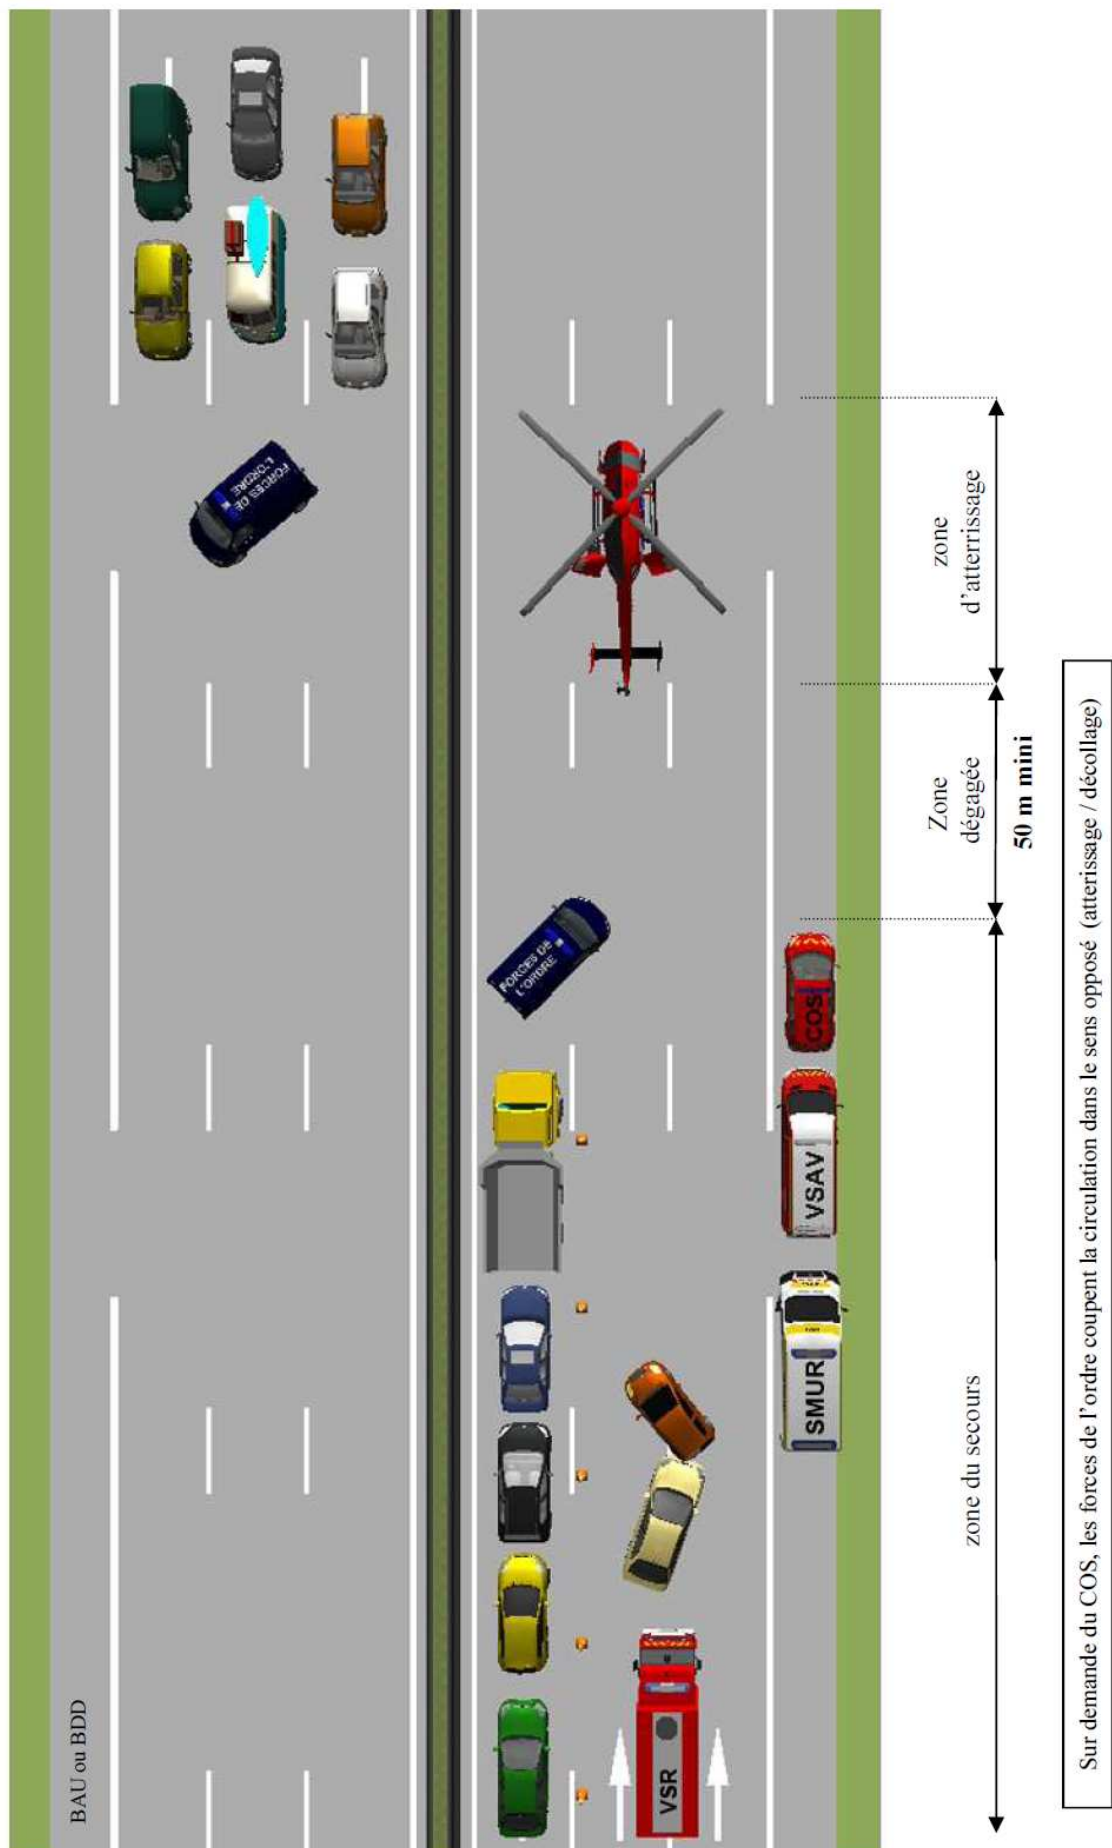 BAU ou BDD
FORCES DE
L'ORDRE
FORCES DE
L'ORDRE
VSR
SMUR
VSAV
COS
zone du secours
Zone
dégagée
50 m mini
zone
d'atterrissage
Sur demande du COS, les forces de l'ordre coupent la circulation dans le sens opposé (atterissage / décollage)